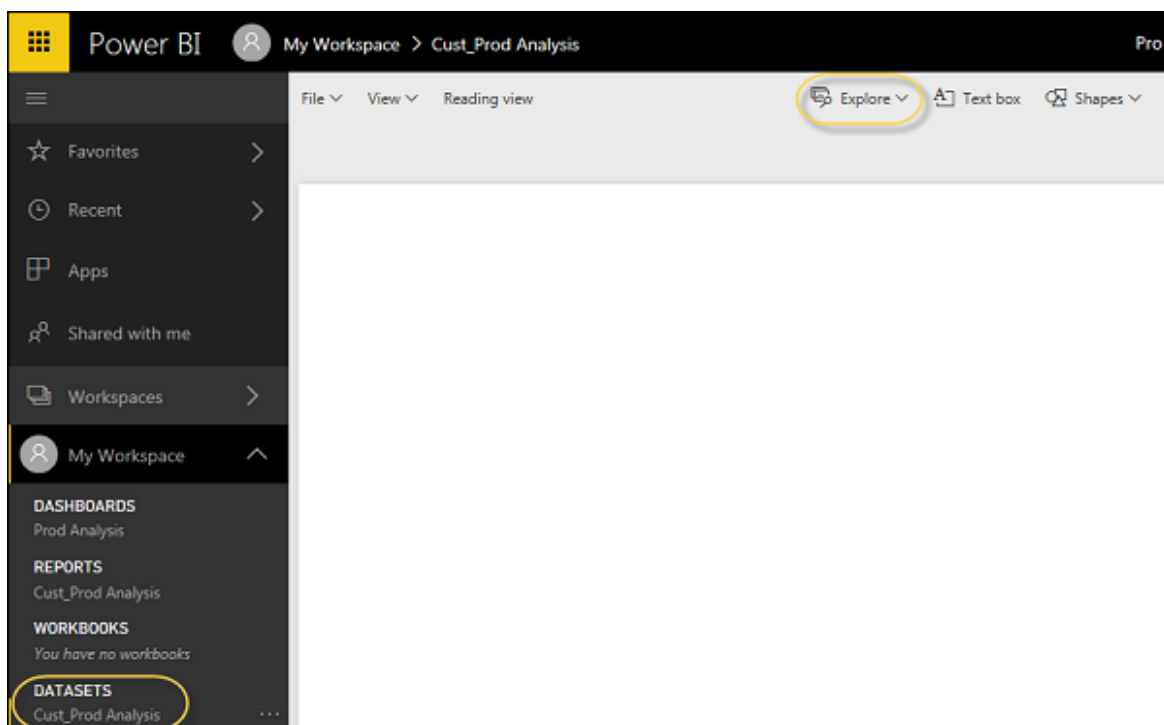 Power BI My Workspace > Cust_Prod Analysis Pro
File View Reading view Explore Text box Shapes
Favorites
Recent
Apps
Shared with me
Workspaces
My Workspace
DASHBOARDS
Prod Analysis
REPORTS
Cust_Prod Analysis
WORKBOOKS
You have no workbooks
DATASETS
Cust_Prod Analysis ...